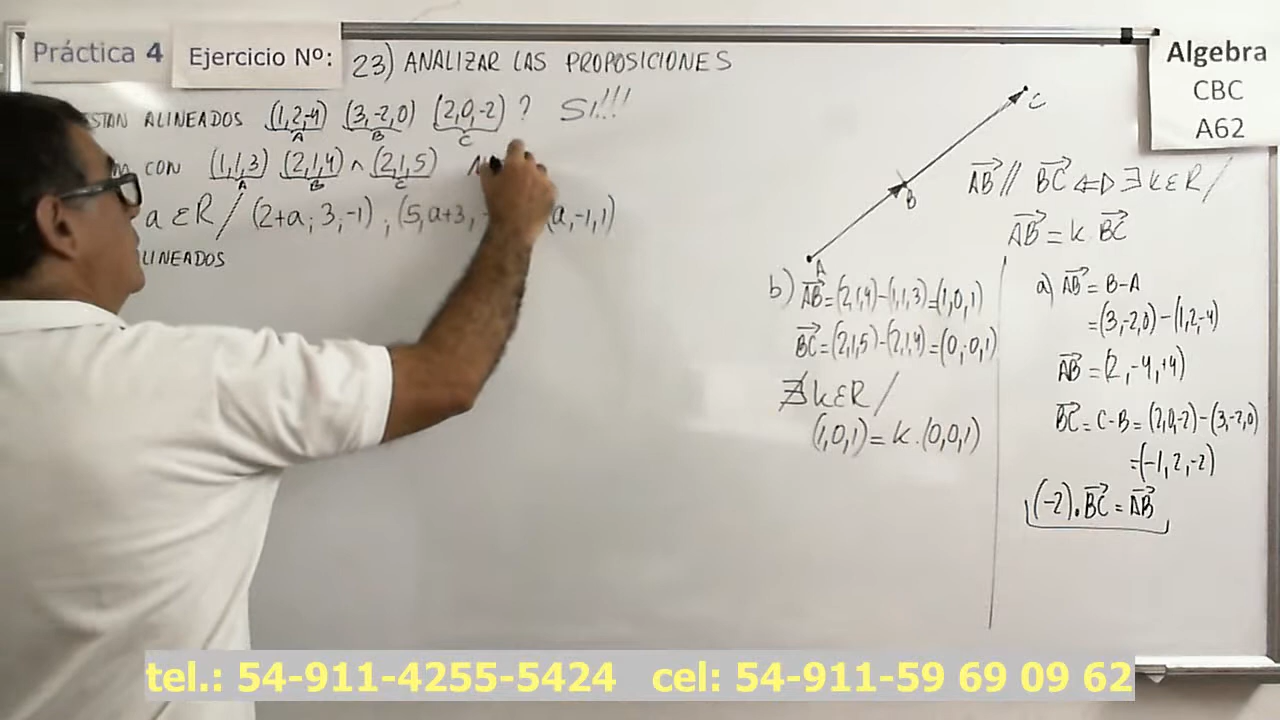 Práctica 4
Ejercicio Nº:
23) ANALIZAR LAS PROPOSICIONES
Algebra
CBC
A62
ALINEADOS (1,2,-4) (3,-2,0) (2,0,-2) ? SI!!!
A B C
CON (1,1,3) (2,1,4) ∧ (2,1,5)
A B C
a ∈ R / (2+a; 3, -1) ; (5, a+3, (a,-1,1)
A B C
AB // BC ⇔ ∃ k ∈ R /
AB = k BC
b) AB = (2,1,4) - (1,1,3) = (1,0,1)
BC = (2,1,5) - (2,1,4) = (0,0,1)
∄ k ∈ R /
(1,0,1) = k . (0,0,1)
a) AB = B-A
= (3,-2,0) - (1,2,-4)
AB = (2,-4,+4)
BC = C-B = (2,0,-2) - (3,-2,0)
= (-1,2,-2)
(-2) . BC = AB
tel.: 54-911-4255-5424 cel: 54-911-59 69 09 62